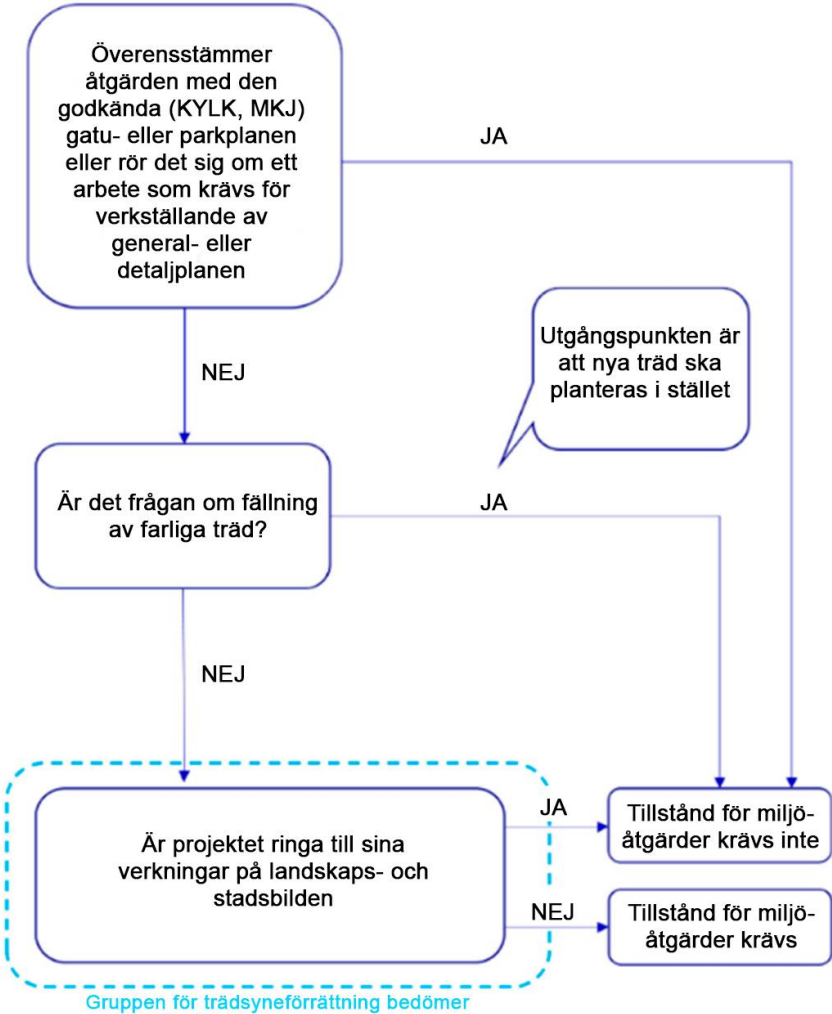 Överensstämmer
åtgärden med den
godkända (KYLK, MKJ)
gatu- eller parkplanen
eller rör det sig om ett
arbete som krävs för
verkställande av
general- eller
detaljplanen
JA
NEJ
Utgångspunkten är
att nya träd ska
planteras i stället
Är det frågan om fällning
av farliga träd?
JA
NEJ
Är projektet ringa till sina
verkningar på landskaps- och
stadsbilden
JA
Tillstånd för miljö-
åtgärder krävs inte
NEJ
Tillstånd för miljö-
åtgärder krävs
Gruppen för trädsyneförrättning bedömer